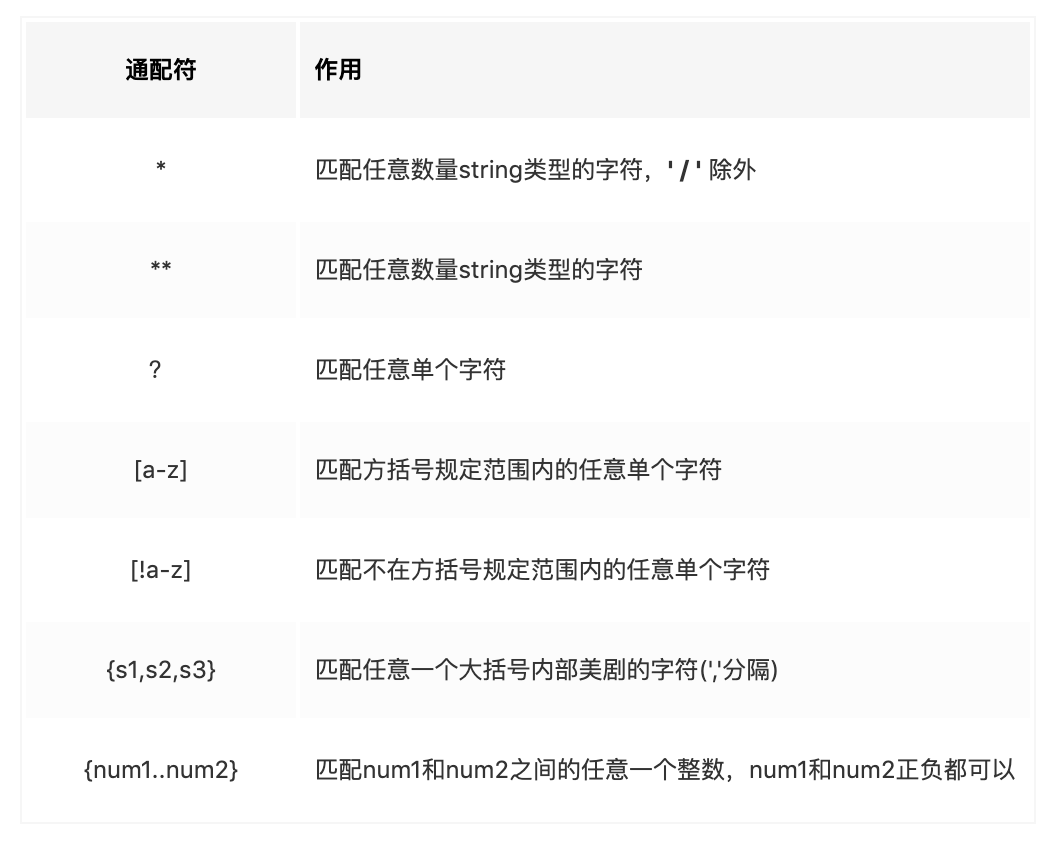 通配符 作用
* 匹配任意数量string类型的字符，' / ' 除外
** 匹配任意数量string类型的字符
? 匹配任意单个字符
[a-z] 匹配方括号规定范围内的任意单个字符
[!a-z] 匹配不在方括号规定范围内的任意单个字符
{s1,s2,s3} 匹配任意一个大括号内部美剧的字符(','分隔)
{num1..num2} 匹配num1和num2之间的任意一个整数，num1和num2正负都可以